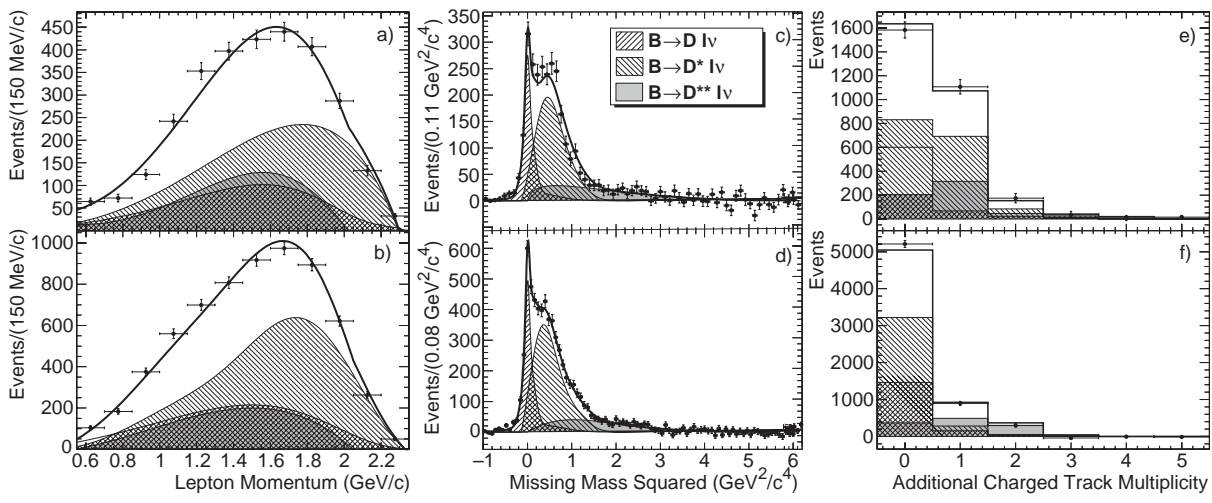 Events/(150 MeV/c)
450
400
350
300
250
200
150
100
50
a)
Events/(150 MeV/c)
1000
800
600
400
200
0
b)
0.6 0.8 1 1.2 1.4 1.6 1.8 2 2.2
Lepton Momentum (GeV/c)
Events/(0.11 GeV²/c⁴)
350
300
250
200
150
100
50
0
c)
B→D lν
B→D* lν
B→D** lν
Events/(0.08 GeV²/c⁴)
600
500
400
300
200
100
0
d)
−1 0 1 2 3 4 5 6
Missing Mass Squared (GeV²/c⁴)
Events
1600
1400
1200
1000
800
600
400
200
0
e)
Events
5000
4000
3000
2000
1000
0
f)
0 1 2 3 4 5
Additional Charged Track Multiplicity